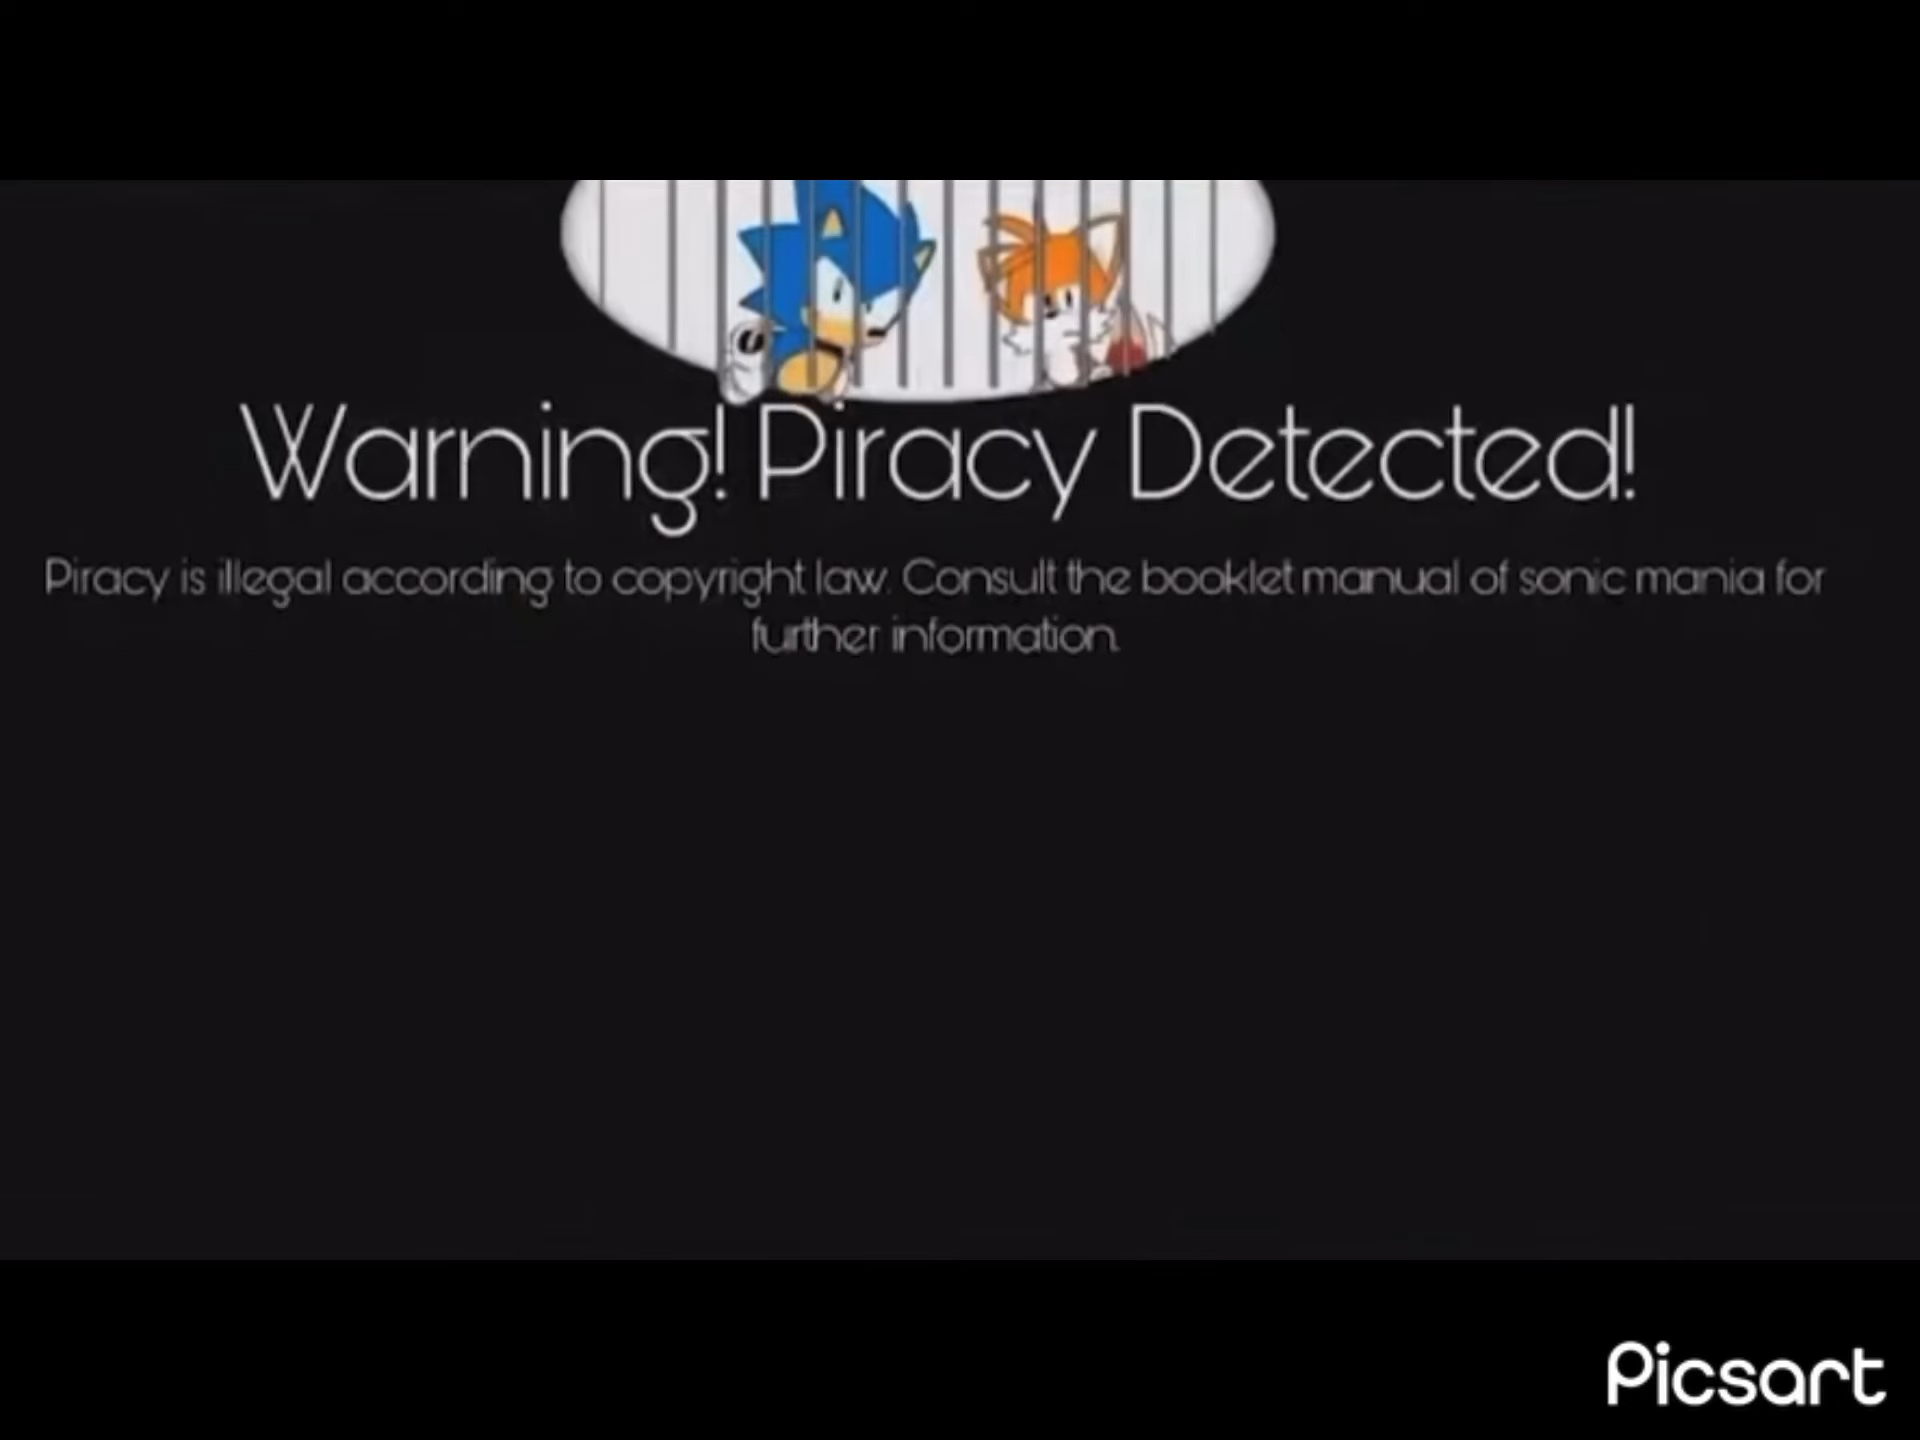 Warning! Piracy Detected!
Piracy is illegal according to copyright law. Consult the booklet manual of sonic mania for
further information.
Picsart